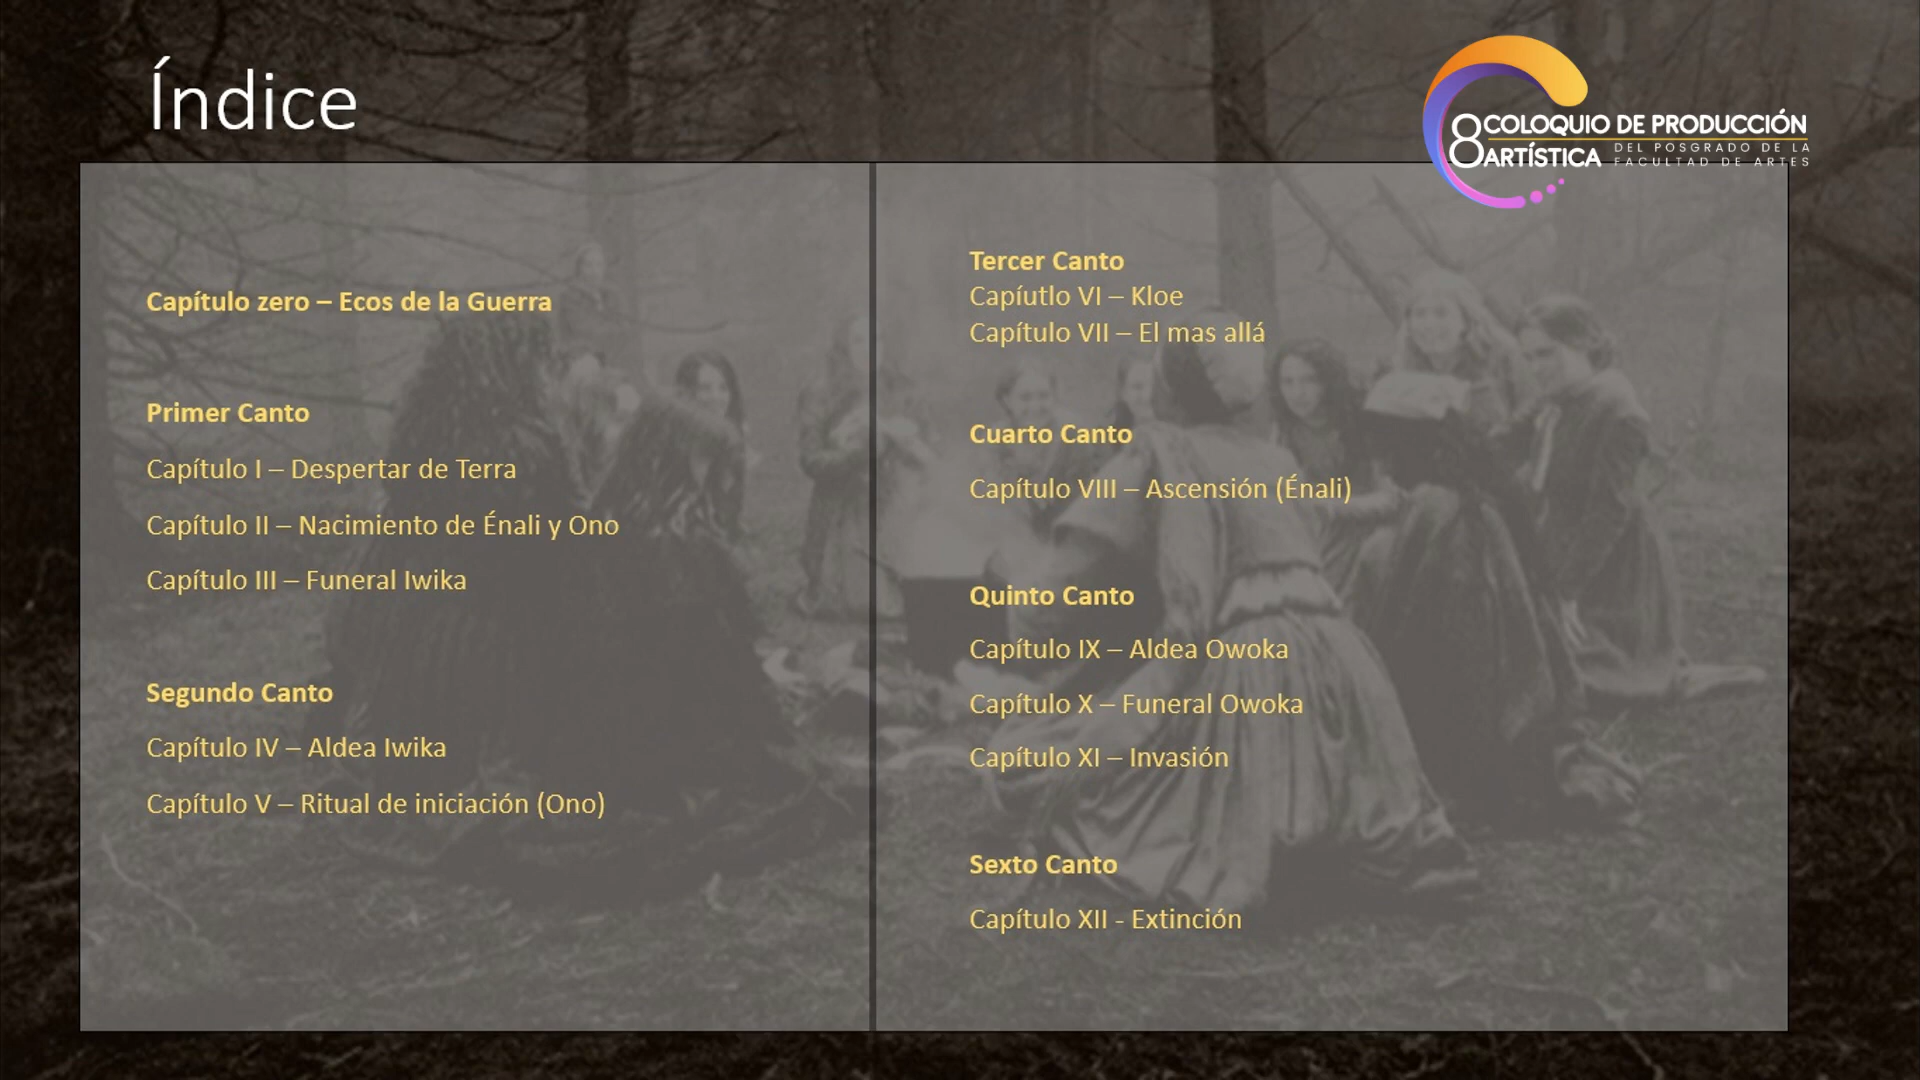 Índice
8 COLOQUIO DE PRODUCCIÓN
ARTÍSTICA DEL POSGRADO DE LA
FACULTAD DE ARTES
Capítulo zero – Ecos de la Guerra
Primer Canto
Capítulo I – Despertar de Terra
Capítulo II – Nacimiento de Énali y Ono
Capítulo III – Funeral Iwika
Segundo Canto
Capítulo IV – Aldea Iwika
Capítulo V – Ritual de iniciación (Ono)
Tercer Canto
Capíutlo VI – Kloe
Capítulo VII – El mas allá
Cuarto Canto
Capítulo VIII – Ascensión (Énali)
Quinto Canto
Capítulo IX – Aldea Owoka
Capítulo X – Funeral Owoka
Capítulo XI – Invasión
Sexto Canto
Capítulo XII - Extinción